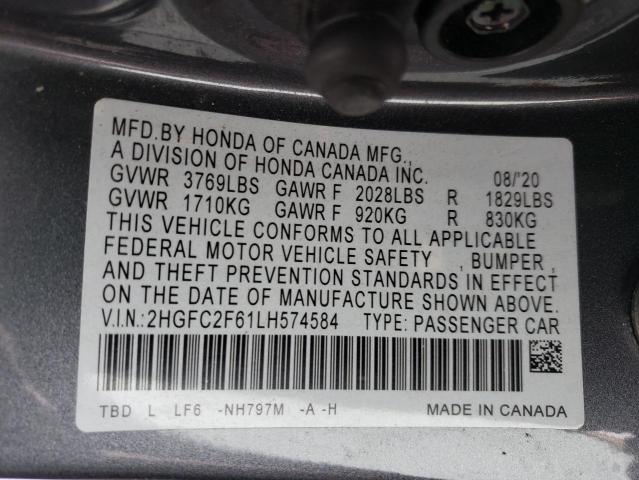 MFD.BY HONDA OF CANADA MFG.,
A DIVISION OF HONDA CANADA INC. 08/'20
GVWR 3769LBS GAWR F 2028LBS R 1829LBS
GVWR 1710KG GAWR F 920KG R 830KG
THIS VEHICLE CONFORMS TO ALL APPLICABLE
FEDERAL MOTOR VEHICLE SAFETY , BUMPER ,
AND THEFT PREVENTION STANDARDS IN EFFECT
ON THE DATE OF MANUFACTURE SHOWN ABOVE.
V.I.N.:2HGFC2F61LH574584 TYPE: PASSENGER CAR
TBD L LF6 -NH797M -A -H MADE IN CANADA